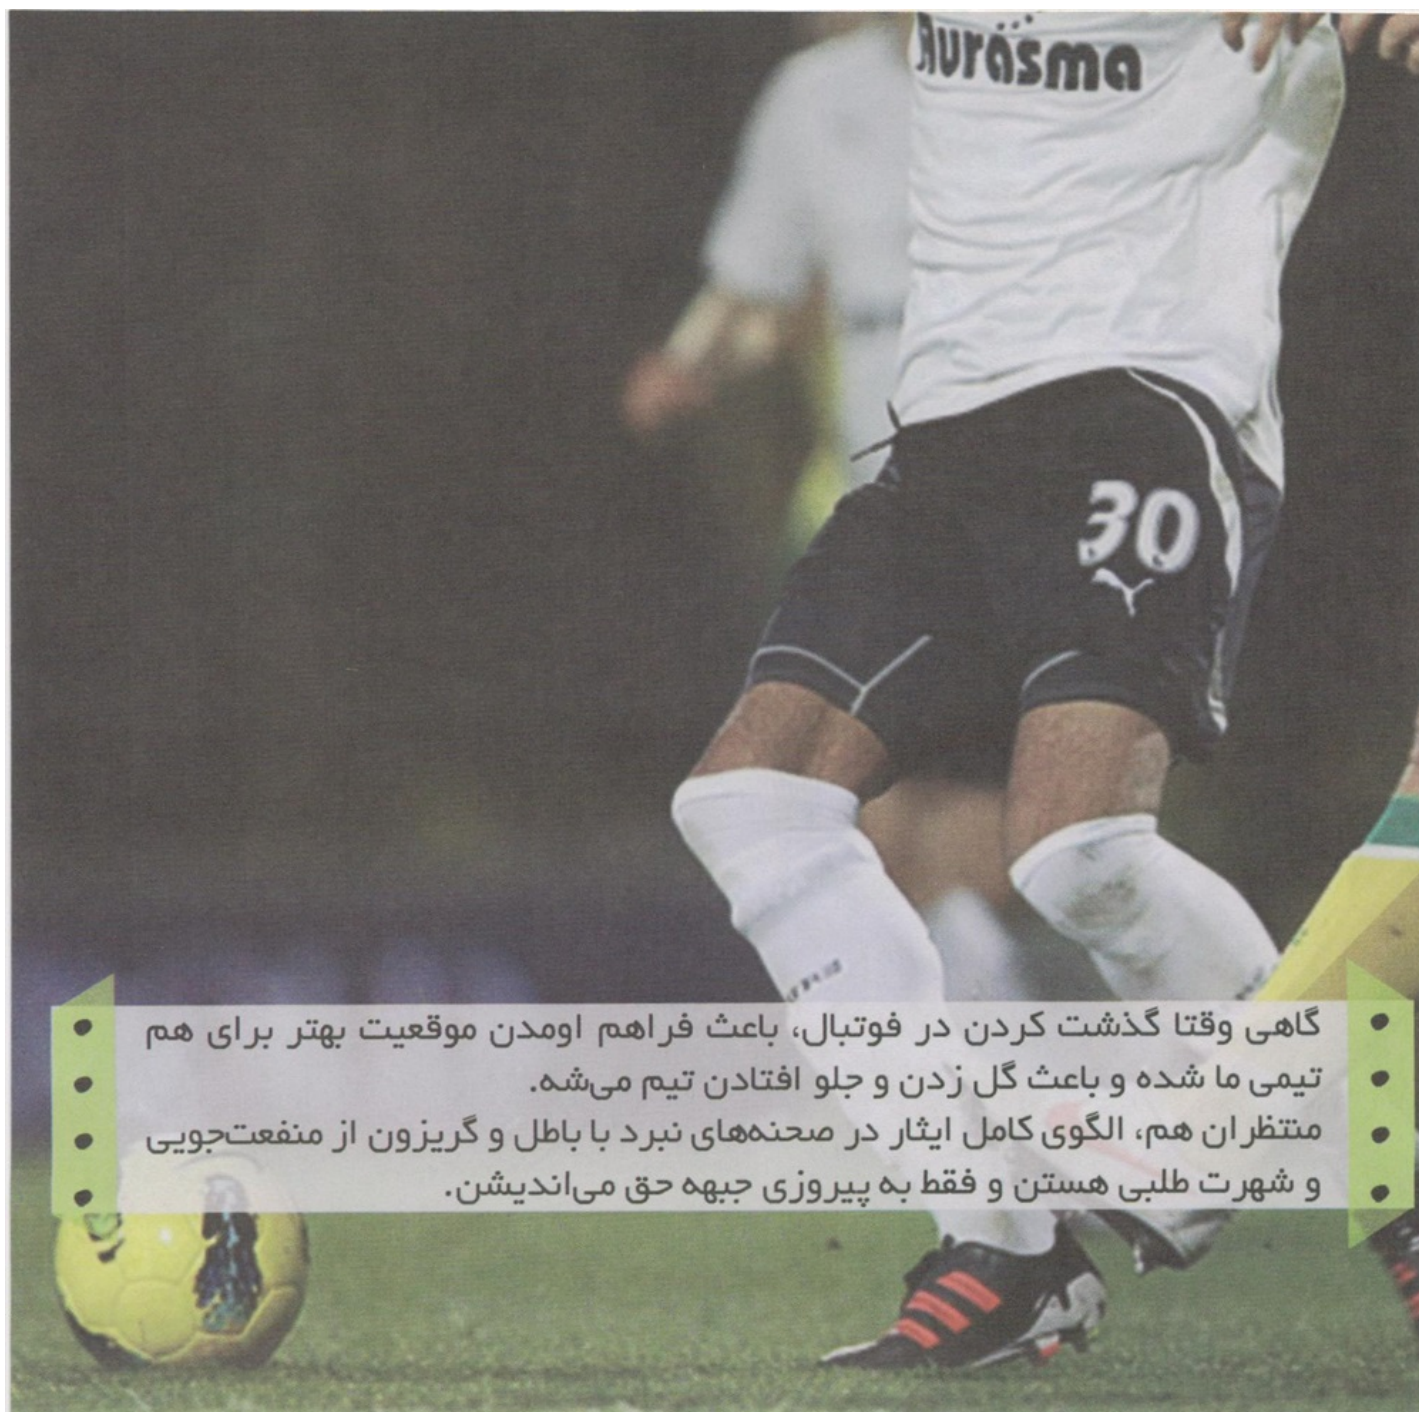 Aurasma
30
گاهی وقتا گذشت کردن در فوتبال، باعث فراهم اومدن موقعیت بهتر برای هم
تیمی ما شده و باعث گل زدن و جلو افتادن تیم می‌شه.
منتظران هم، الگوی کامل ایثار در صحنه‌های نبرد با باطل و گریزون از منفعت‌جویی
و شهرت طلبی هستن و فقط به پیروزی جبهه حق می‌اندیشن.